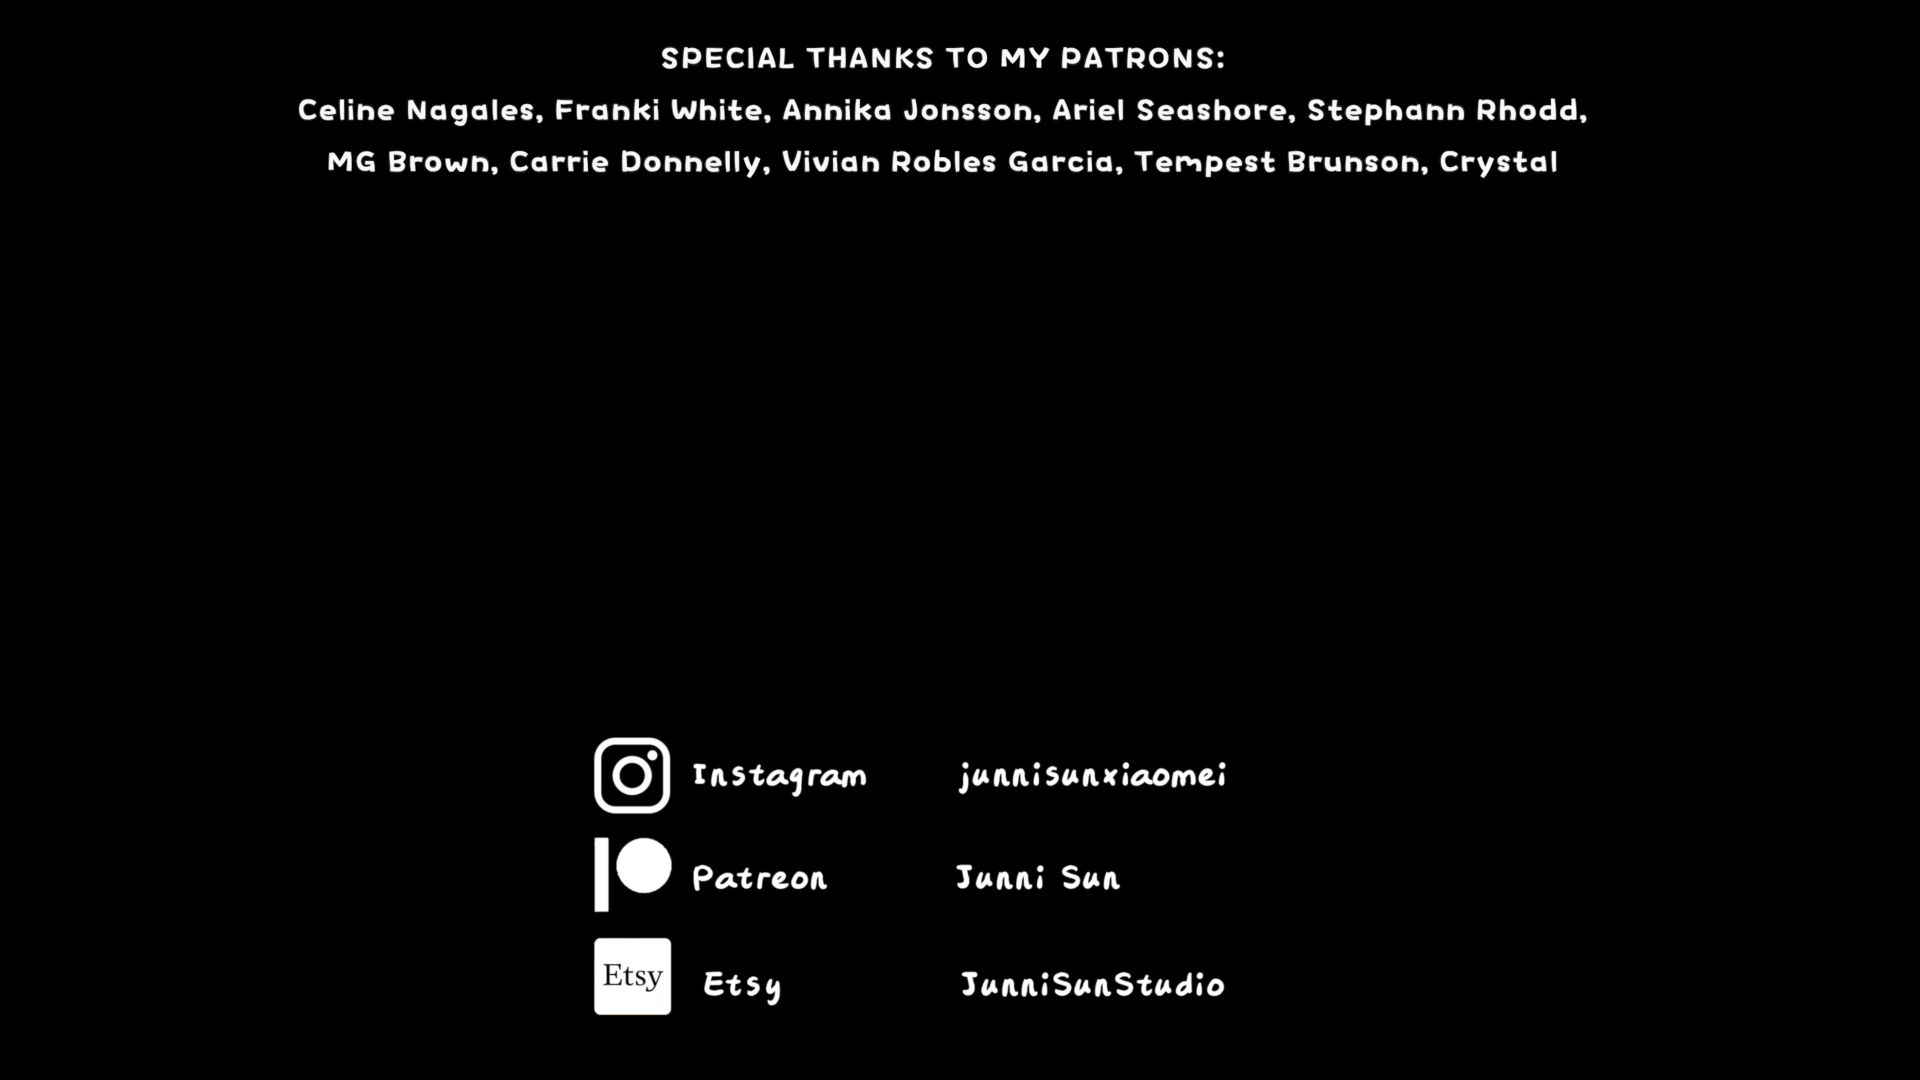 SPECIAL THANKS TO MY PATRONS:
Celine Nagales, Franki White, Annika Jonsson, Ariel Seashore, Stephann Rhodd,
MG Brown, Carrie Donnelly, Vivian Robles Garcia, Tempest Brunson, Crystal
Instagram junnisunxiaomei
Patreon Junni Sun
Etsy Etsy JunniSunStudio